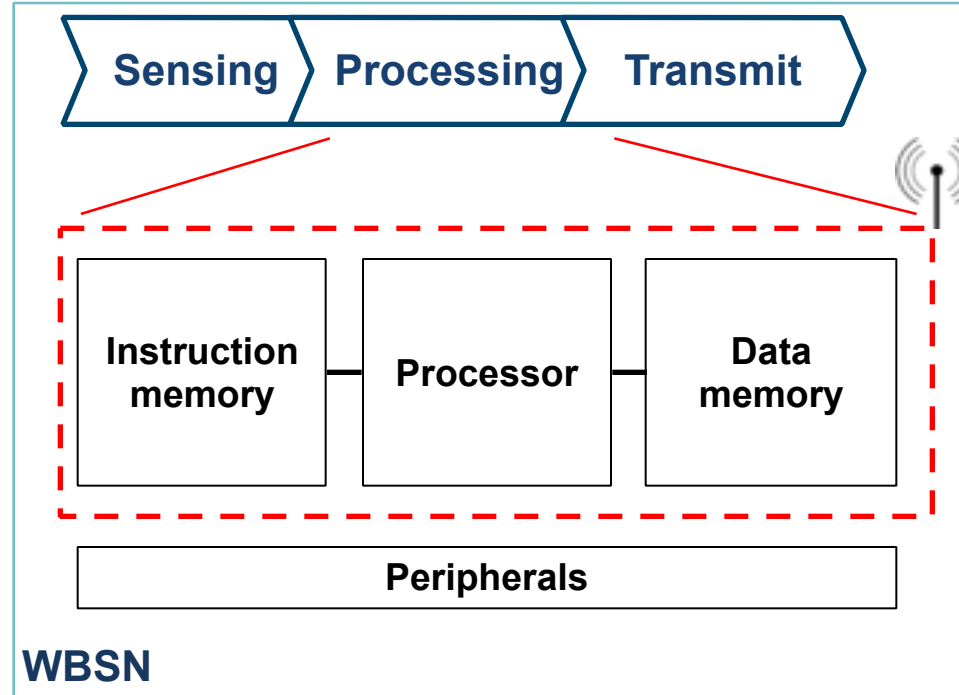 Sensing Processing Transmit
Instruction
memory
Processor
Data
memory
Peripherals
WBSN